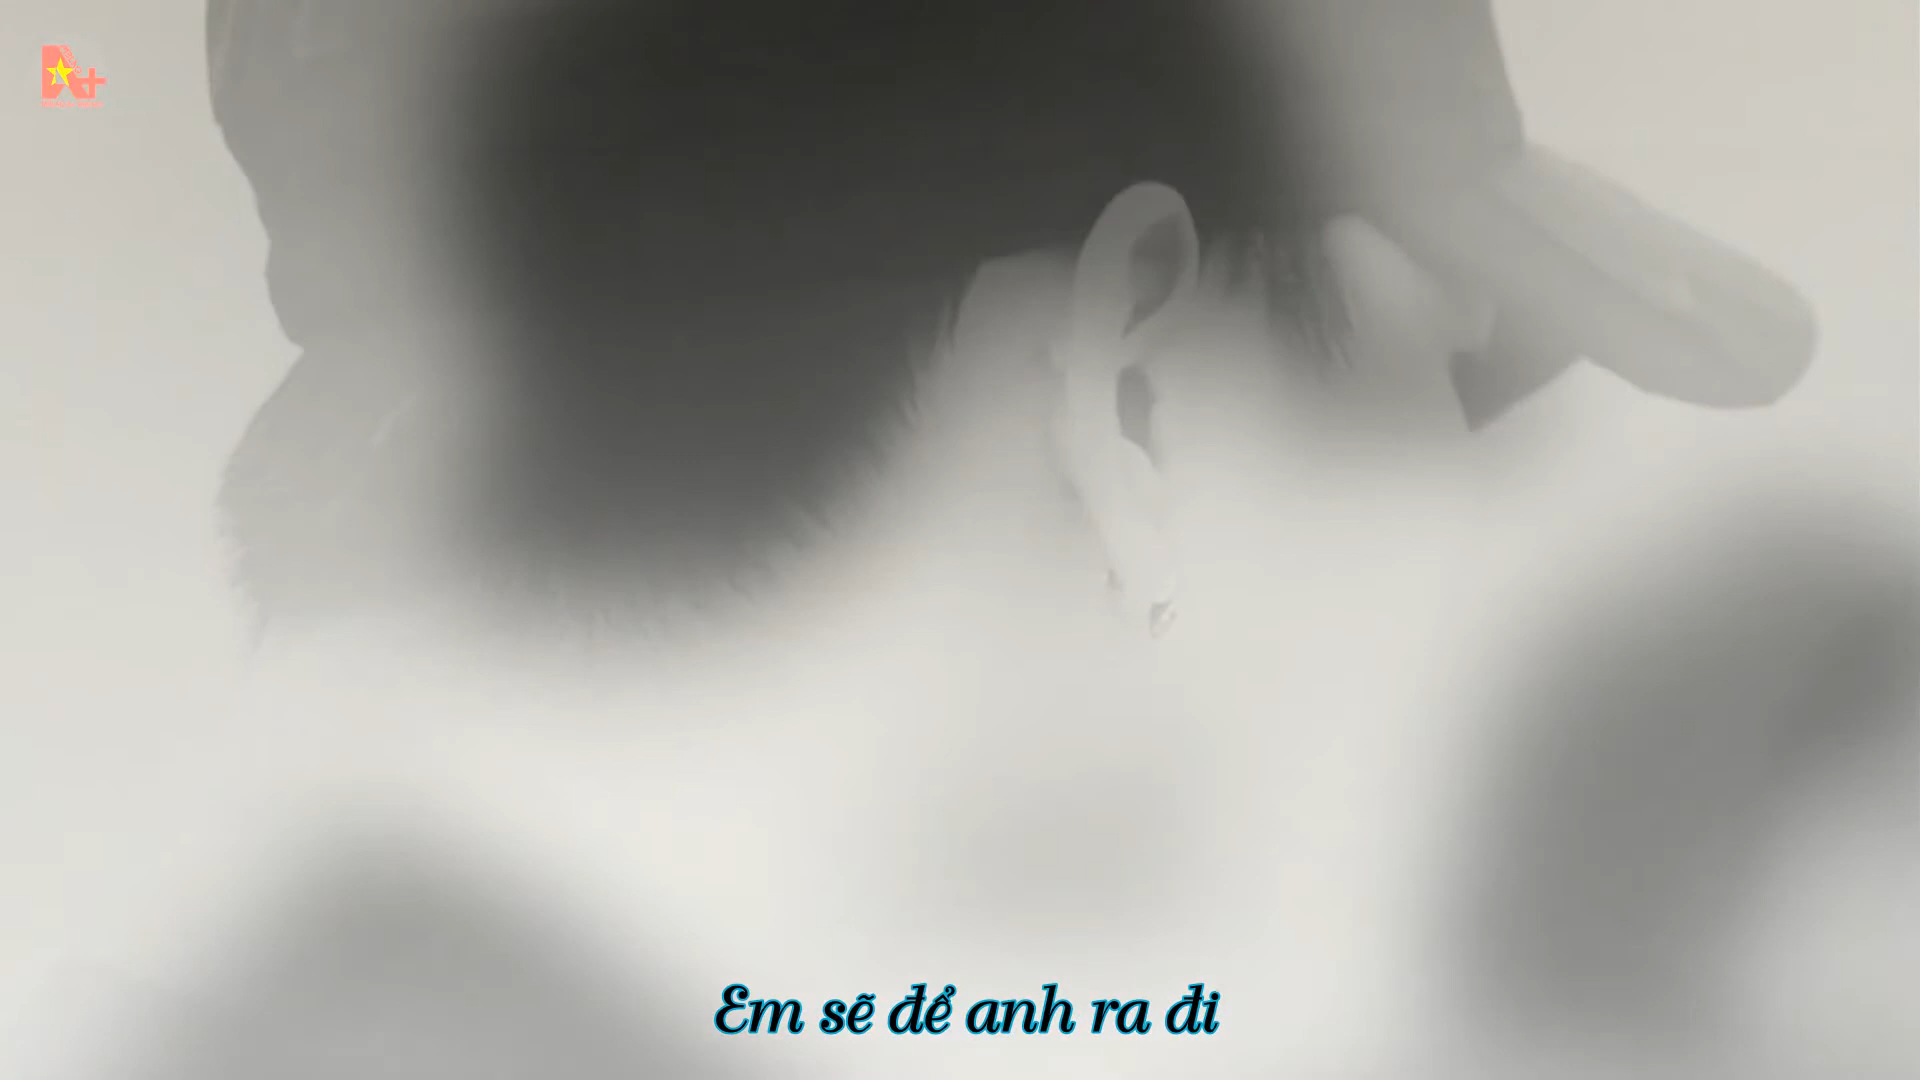 Em sẽ để anh ra đi